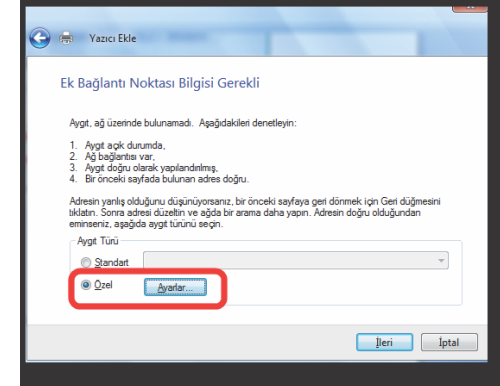 Yazıcı Ekle
Ek Bağlantı Noktası Bilgisi Gerekli
Aygıt, ağ üzerinde bulunamadı. Aşağıdakileri denetleyin:
1. Aygıt açık durumda,
2. Ağ bağlantısı var,
3. Aygıt doğru olarak yapılandırılmış,
4. Bir önceki sayfada bulunan adres doğru.
Adresin yanlış olduğunu düşünüyorsanız, bir önceki sayfaya geri dönmek için Geri düğmesini
tıklatın. Sonra adresi düzeltin ve ağda bir arama daha yapın. Adresin doğru olduğundan
eminseniz, aşağıda aygıt türünü seçin.
Aygıt Türü
Standart
Özel Ayarlar...
İleri İptal